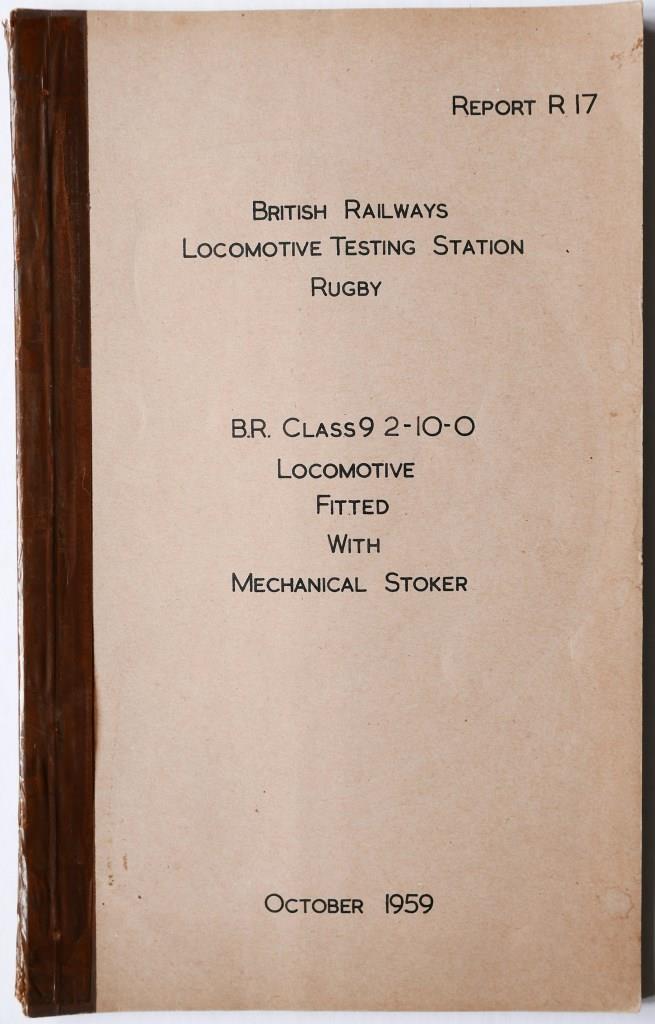 REPORT R 17
BRITISH RAILWAYS
LOCOMOTIVE TESTING STATION
RUGBY
B.R. CLASS 9 2-10-0
LOCOMOTIVE
FITTED
WITH
MECHANICAL STOKER
OCTOBER 1959